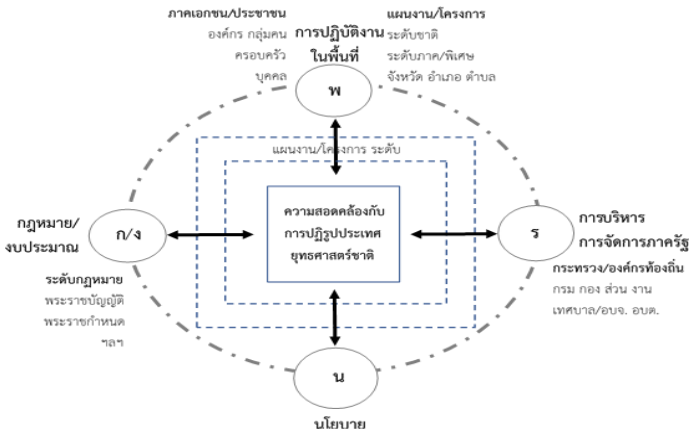 ภาคเอกชน/ประชาชน
องค์กร กลุ่มคน
ครอบครัว
บุคคล
การปฏิบัติงาน
ในพื้นที่
แผนงาน/โครงการ
ระดับชาติ
ระดับภาค/พิเศษ
จังหวัด อำเภอ ตำบล
พ
แผนงาน/โครงการ ระดับ
ความสอดคล้องกับ
การปฏิรูปประเทศ
ยุทธศาสตร์ชาติ
กฎหมาย/
งบประมาณ
ก/ง
ระดับกฎหมาย
พระราชบัญญัติ
พระราชกำหนด
ฯลฯ
ร
การบริหาร
การจัดการภาครัฐ
กระทรวง/องค์กรท้องถิ่น
กรม กอง ส่วน งาน
เทศบาล/อบจ. อบต.
น
นโยบาย